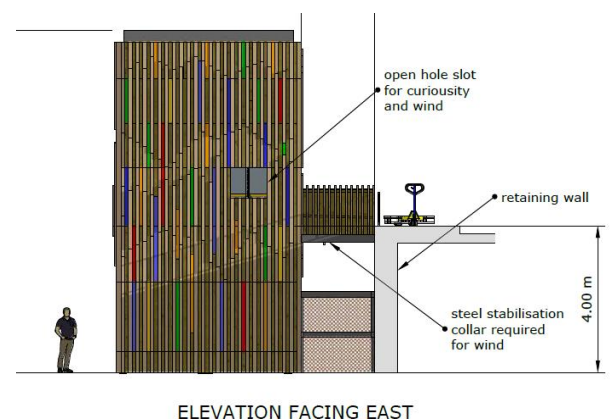 open hole slot
for curiousity
and wind
retaining wall
4.00 m
steel stabilisation
collar required
for wind
ELEVATION FACING EAST